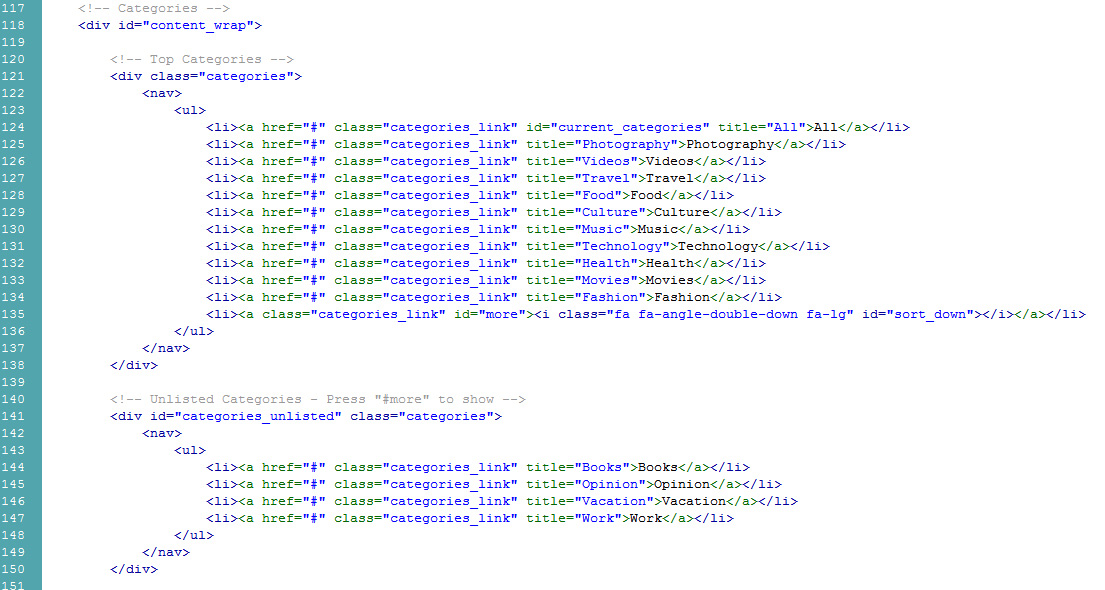 117 <!-- Categories -->
118 <div id="content_wrap">
119
120 <!-- Top Categories -->
121 <div class="categories">
122 <nav>
123 <ul>
124 <li><a href="#" class="categories_link" id="current_categories" title="All">All</a></li>
125 <li><a href="#" class="categories_link" title="Photography">Photography</a></li>
126 <li><a href="#" class="categories_link" title="Videos">Videos</a></li>
127 <li><a href="#" class="categories_link" title="Travel">Travel</a></li>
128 <li><a href="#" class="categories_link" title="Food">Food</a></li>
129 <li><a href="#" class="categories_link" title="Culture">Culture</a></li>
130 <li><a href="#" class="categories_link" title="Music">Music</a></li>
131 <li><a href="#" class="categories_link" title="Technology">Technology</a></li>
132 <li><a href="#" class="categories_link" title="Health">Health</a></li>
133 <li><a href="#" class="categories_link" title="Movies">Movies</a></li>
134 <li><a href="#" class="categories_link" title="Fashion">Fashion</a></li>
135 <li><a class="categories_link" id="more"><i class="fa fa-angle-double-down fa-lg" id="sort_down"></i></a></li>
136 </ul>
137 </nav>
138 </div>
139
140 <!-- Unlisted Categories - Press "#more" to show -->
141 <div id="categories_unlisted" class="categories">
142 <nav>
143 <ul>
144 <li><a href="#" class="categories_link" title="Books">Books</a></li>
145 <li><a href="#" class="categories_link" title="Opinion">Opinion</a></li>
146 <li><a href="#" class="categories_link" title="Vacation">Vacation</a></li>
147 <li><a href="#" class="categories_link" title="Work">Work</a></li>
148 </ul>
149 </nav>
150 </div>
151